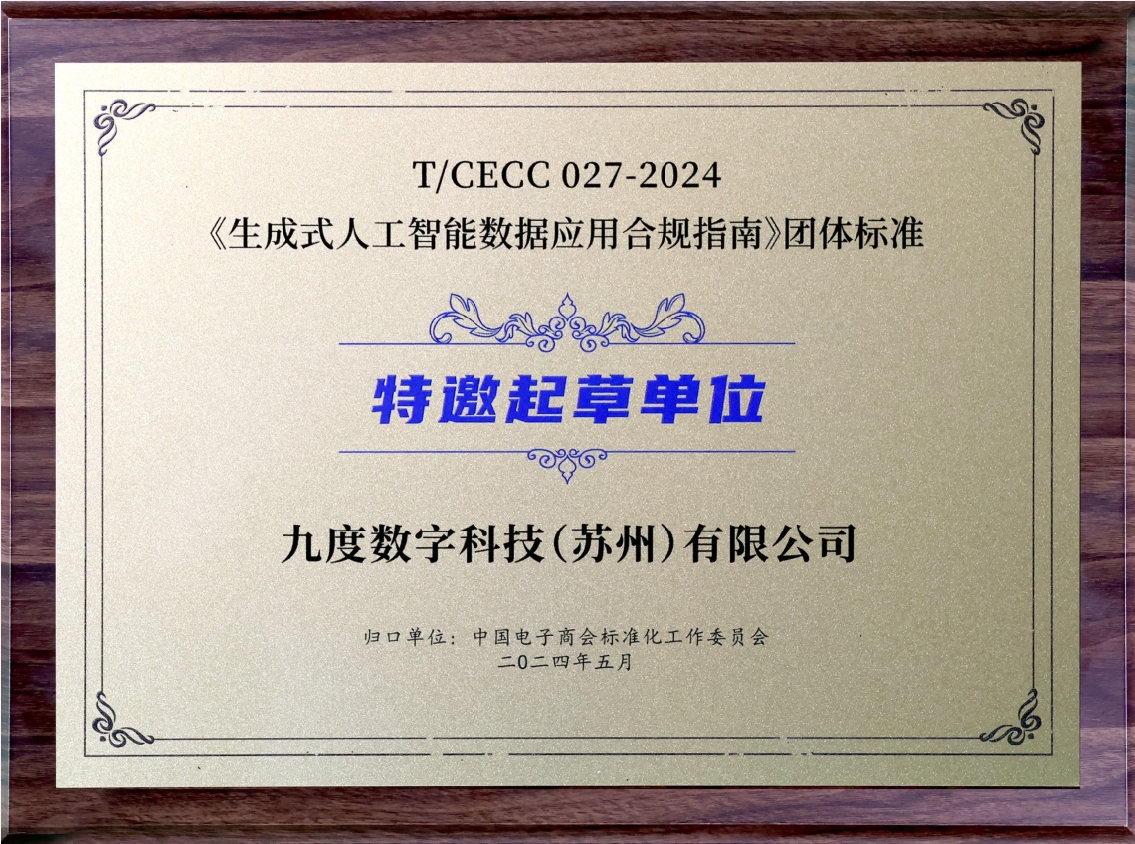 T/CECC 027-2024
《生成式人工智能数据应用合规指南》团体标准
特邀起草单位
九度数字科技（苏州）有限公司
归口单位：中国电子商会标准化工作委员会
二〇二四年五月